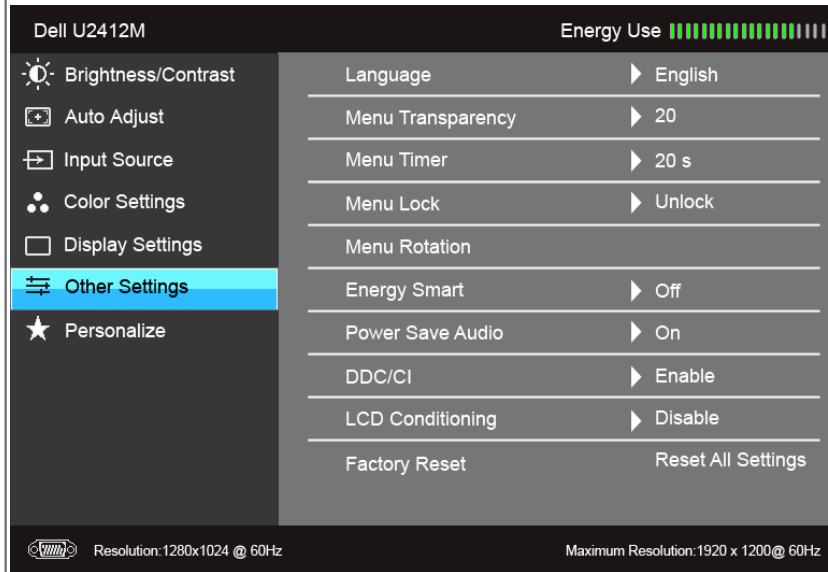 Dell U2412M Energy Use
Brightness/Contrast
Auto Adjust
Input Source
Color Settings
Display Settings
Other Settings
Personalize
Language English
Menu Transparency 20
Menu Timer 20 s
Menu Lock Unlock
Menu Rotation
Energy Smart Off
Power Save Audio On
DDC/CI Enable
LCD Conditioning Disable
Factory Reset Reset All Settings
Resolution:1280x1024 @ 60Hz Maximum Resolution:1920 x 1200@ 60Hz